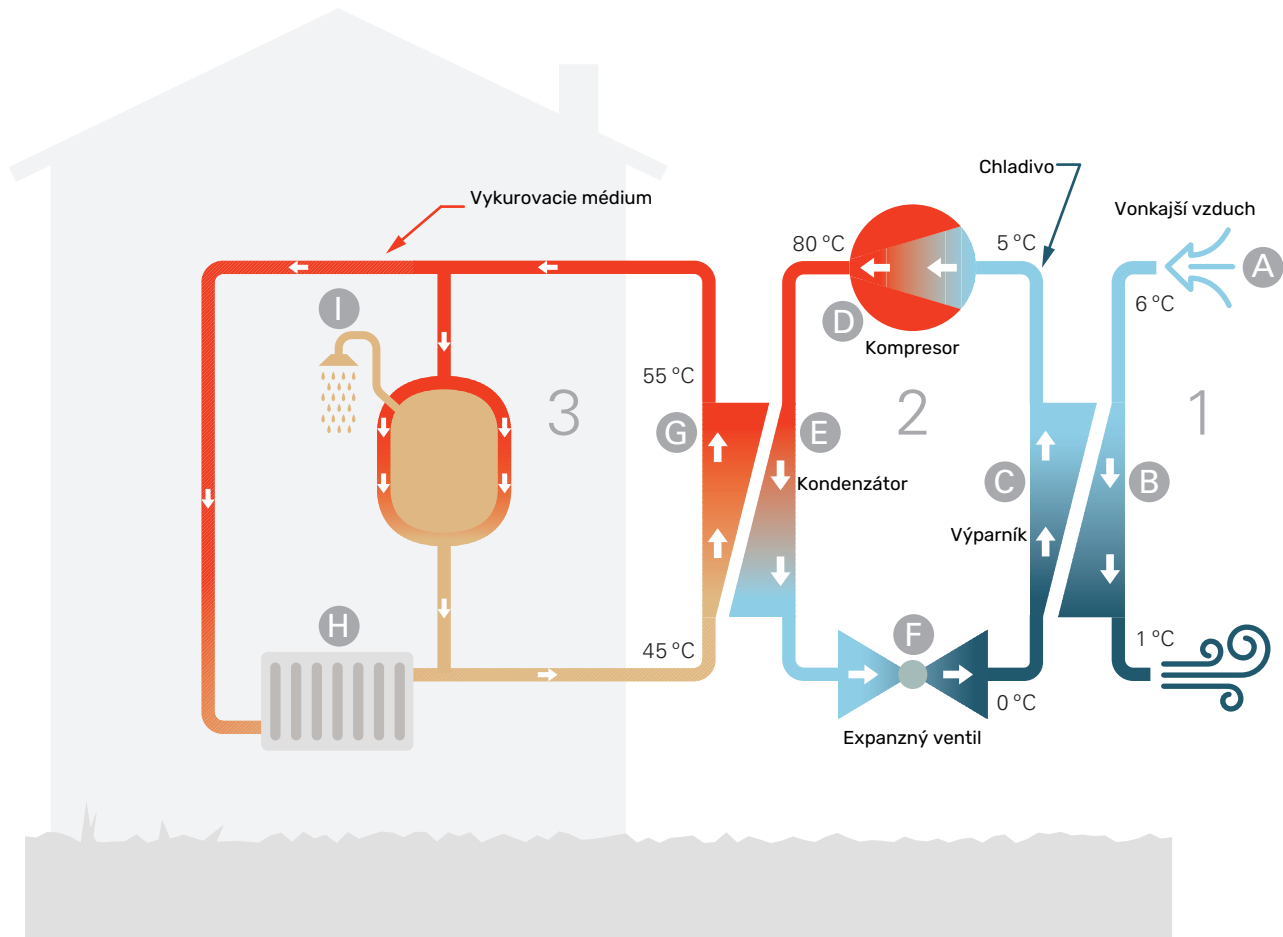 Chladivo
Vykurovacie médium
Vonkajší vzduch
80 °C
5 °C
A
6 °C
I
D
Kompresor
55 °C
3
2
1
G
E
Kondenzátor
C
B
Výparník
H
F
45 °C
1 °C
0 °C
Expanzný ventil